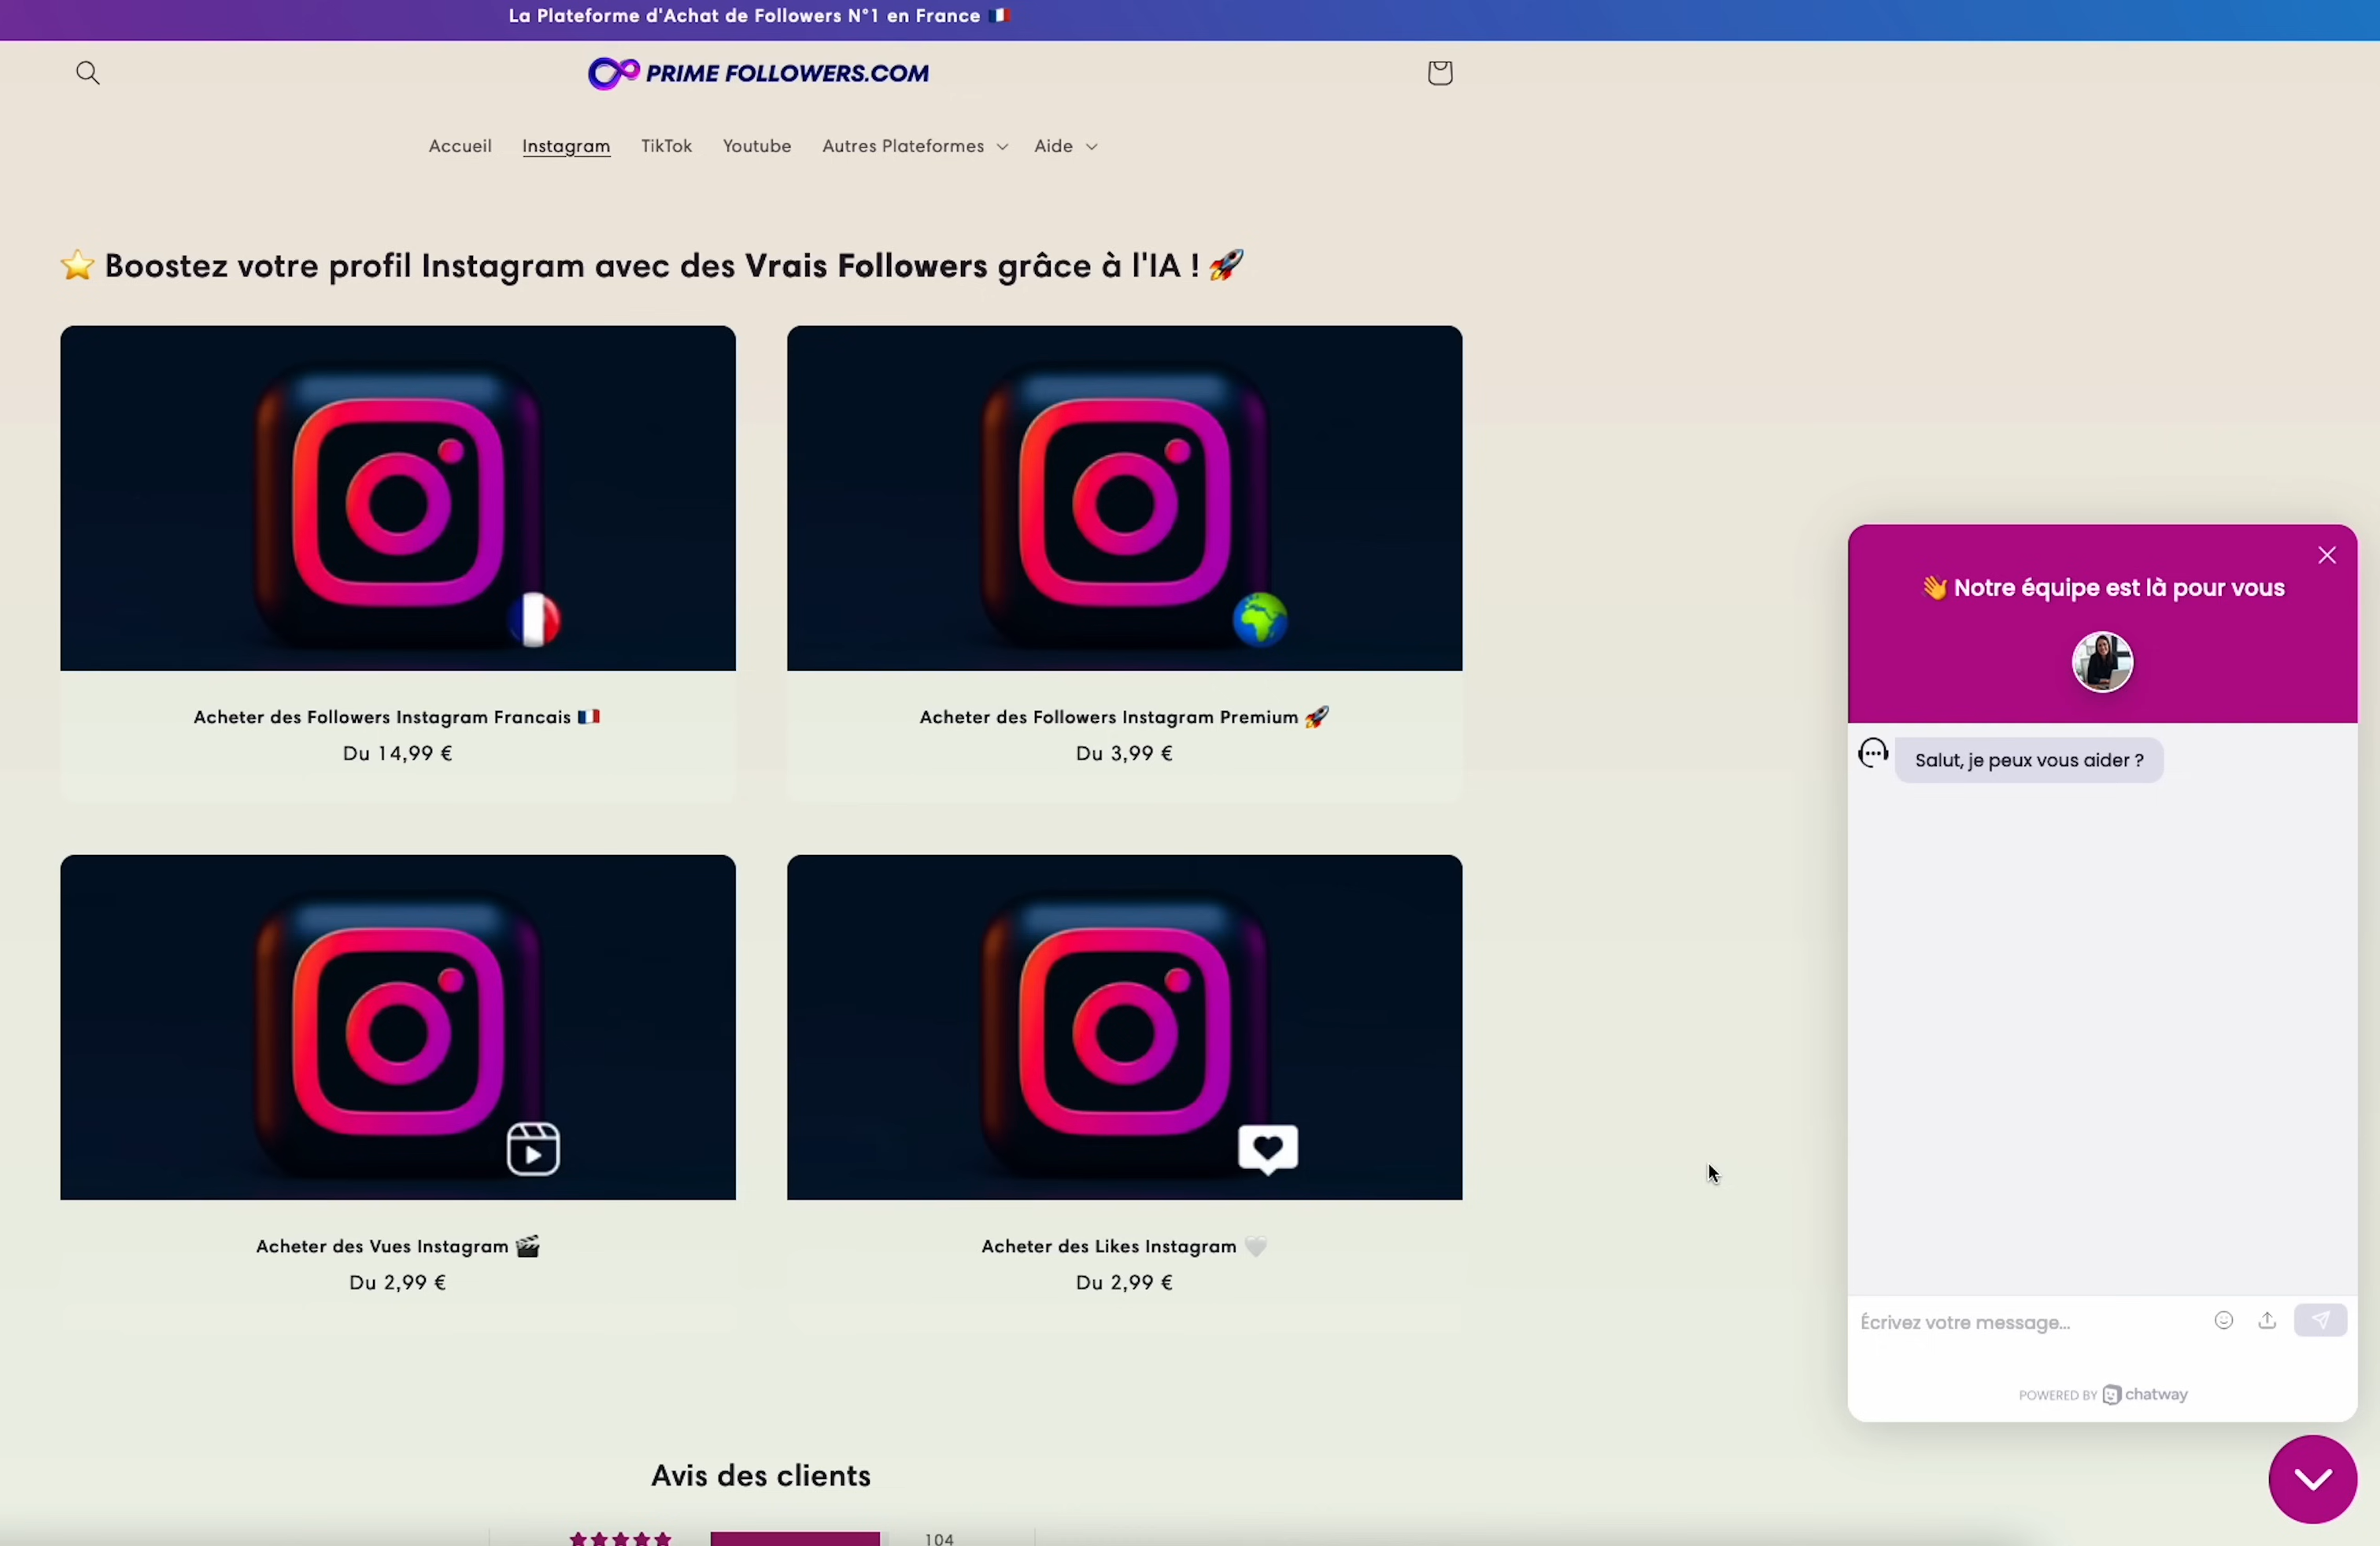 La Plateforme d'Achat de Followers N°1 en France 🇫🇷
PRIME FOLLOWERS.COM
Accueil Instagram TikTok Youtube Autres Plateformes Aide
⭐ Boostez votre profil Instagram avec des Vrais Followers grâce à l'IA ! 🚀
Acheter des Followers Instagram Francais 🇫🇷
Du 14,99 €
Acheter des Followers Instagram Premium 🚀
Du 3,99 €
Acheter des Vues Instagram 🎬
Du 2,99 €
Acheter des Likes Instagram 🤍
Du 2,99 €
Avis des clients
★★★★★ 104
👋 Notre équipe est là pour vous
Salut, je peux vous aider ?
Écrivez votre message...
POWERED BY chatway